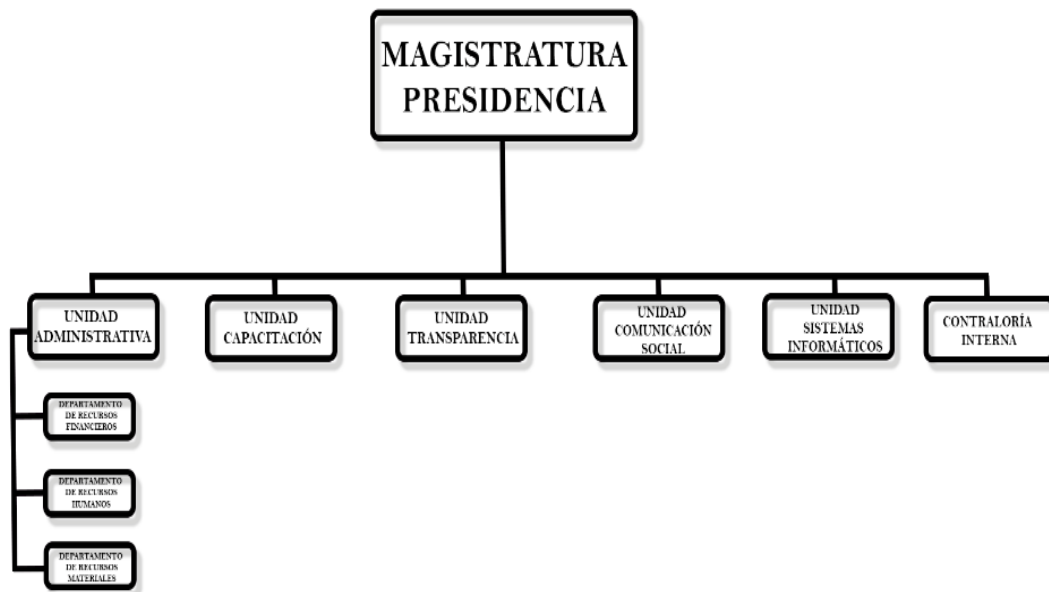 MAGISTRATURA
PRESIDENCIA
UNIDAD
ADMINISTRATIVA
UNIDAD
CAPACITACIÓN
UNIDAD
TRANSPARENCIA
UNIDAD
COMUNICACIÓN
SOCIAL
UNIDAD
SISTEMAS
INFORMÁTICOS
CONTRALORÍA
INTERNA
DEPARTAMENTO
DE RECURSOS
FINANCIEROS
DEPARTAMENTO
DE RECURSOS
HUMANOS
DEPARTAMENTO
DE RECURSOS
MATERIALES